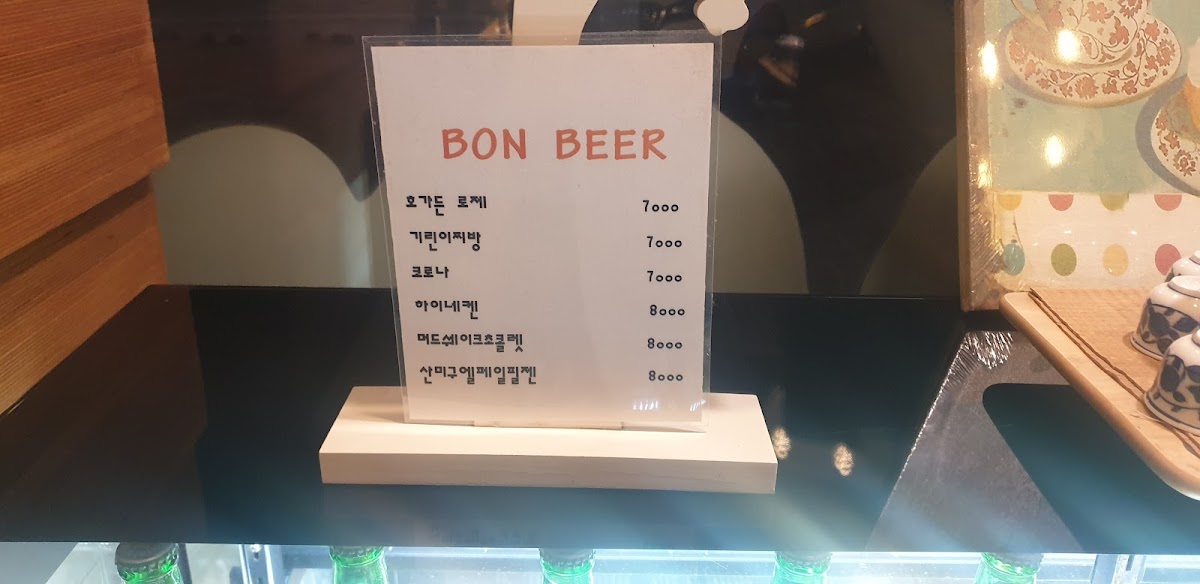 BON BEER
호가든 로제 7000
기린이찌방 7000
크로나 7000
하이네켄 8000
머드쉐이크초콜렛 8000
산미구엘페일필젠 8000